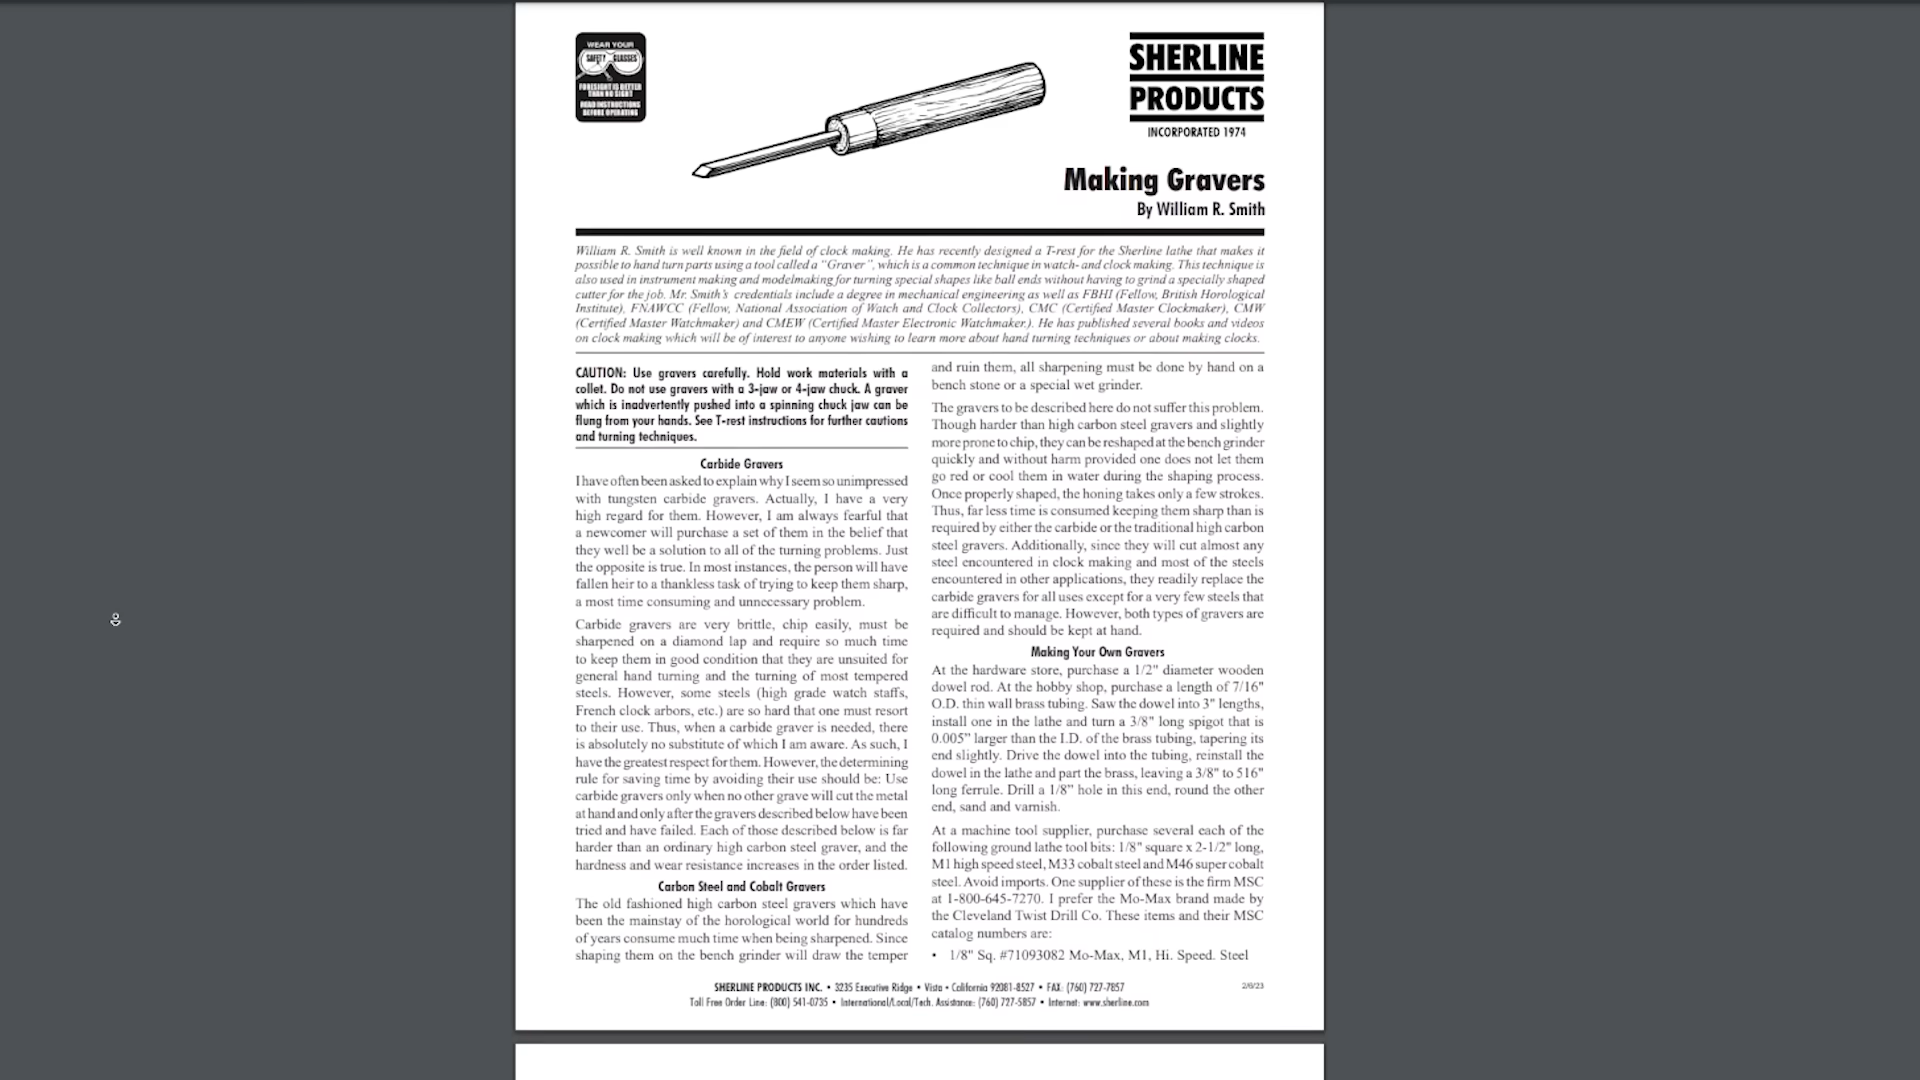 WEAR YOUR
SAFETY GLASSES
FORESIGHT IS BETTER
THAN NO SIGHT
READ INSTRUCTIONS
BEFORE OPERATING
SHERLINE
PRODUCTS
INCORPORATED 1974
Making Gravers
By William R. Smith
William R. Smith is well known in the field of clock making. He has recently designed a T-rest for the Sherline lathe that makes it
possible to hand turn parts using a tool called a "Graver", which is a common technique in watch- and clock making. This technique is
also used in instrument making and modelmaking for turning special shapes like ball ends without having to grind a specially shaped
cutter for the job. Mr. Smith's credentials include a degree in mechanical engineering as well as FBHI (Fellow, British Horological
Institute), FNAWCC (Fellow, National Association of Watch and Clock Collectors), CMC (Certified Master Clockmaker), CMW
(Certified Master Watchmaker) and CMEW (Certified Master Electronic Watchmaker.). He has published several books and videos
on clock making which will be of interest to anyone wishing to learn more about hand turning techniques or about making clocks.
CAUTION: Use gravers carefully. Hold work materials with a
collet. Do not use gravers with a 3-jaw or 4-jaw chuck. A graver
which is inadvertently pushed into a spinning chuck jaw can be
flung from your hands. See T-rest instructions for further cautions
and turning techniques.
Carbide Gravers
I have often been asked to explain why I seem so unimpressed
with tungsten carbide gravers. Actually, I have a very
high regard for them. However, I am always fearful that
a newcomer will purchase a set of them in the belief that
they well be a solution to all of the turning problems. Just
the opposite is true. In most instances, the person will have
fallen heir to a thankless task of trying to keep them sharp,
a most time consuming and unnecessary problem.
Carbide gravers are very brittle, chip easily, must be
sharpened on a diamond lap and require so much time
to keep them in good condition that they are unsuited for
general hand turning and the turning of most tempered
steels. However, some steels (high grade watch staffs,
French clock arbors, etc.) are so hard that one must resort
to their use. Thus, when a carbide graver is needed, there
is absolutely no substitute of which I am aware. As such, I
have the greatest respect for them. However, the determining
rule for saving time by avoiding their use should be: Use
carbide gravers only when no other grave will cut the metal
at hand and only after the gravers described below have been
tried and have failed. Each of those described below is far
harder than an ordinary high carbon steel graver, and the
hardness and wear resistance increases in the order listed.
Carbon Steel and Cobalt Gravers
The old fashioned high carbon steel gravers which have
been the mainstay of the horological world for hundreds
of years consume much time when being sharpened. Since
shaping them on the bench grinder will draw the temper
and ruin them, all sharpening must be done by hand on a
bench stone or a special wet grinder.
The gravers to be described here do not suffer this problem.
Though harder than high carbon steel gravers and slightly
more prone to chip, they can be reshaped at the bench grinder
quickly and without harm provided one does not let them
go red or cool them in water during the shaping process.
Once properly shaped, the honing takes only a few strokes.
Thus, far less time is consumed keeping them sharp than is
required by either the carbide or the traditional high carbon
steel gravers. Additionally, since they will cut almost any
steel encountered in clock making and most of the steels
encountered in other applications, they readily replace the
carbide gravers for all uses except for a very few steels that
are difficult to manage. However, both types of gravers are
required and should be kept at hand.
Making Your Own Gravers
At the hardware store, purchase a 1/2" diameter wooden
dowel rod. At the hobby shop, purchase a length of 7/16"
O.D. thin wall brass tubing. Saw the dowel into 3" lengths,
install one in the lathe and turn a 3/8" long spigot that is
0.005" larger than the I.D. of the brass tubing, tapering its
end slightly. Drive the dowel into the tubing, reinstall the
dowel in the lathe and part the brass, leaving a 3/8" to 516"
long ferrule. Drill a 1/8" hole in this end, round the other
end, sand and varnish.
At a machine tool supplier, purchase several each of the
following ground lathe tool bits: 1/8" square x 2-1/2" long,
M1 high speed steel, M33 cobalt steel and M46 super cobalt
steel. Avoid imports. One supplier of these is the firm MSC
at 1-800-645-7270. I prefer the Mo-Max brand made by
the Cleveland Twist Drill Co. These items and their MSC
catalog numbers are:
• 1/8" Sq. #71093082 Mo-Max, M1, Hi. Speed. Steel
SHERLINE PRODUCTS INC. • 3235 Executive Ridge • Vista • California 92081-8527 • FAX: (760) 727-7857
Toll Free Order Line: (800) 541-0735 • International/Local/Tech. Assistance: (760) 727-5857 • Internet: www.sherline.com
2/6/23